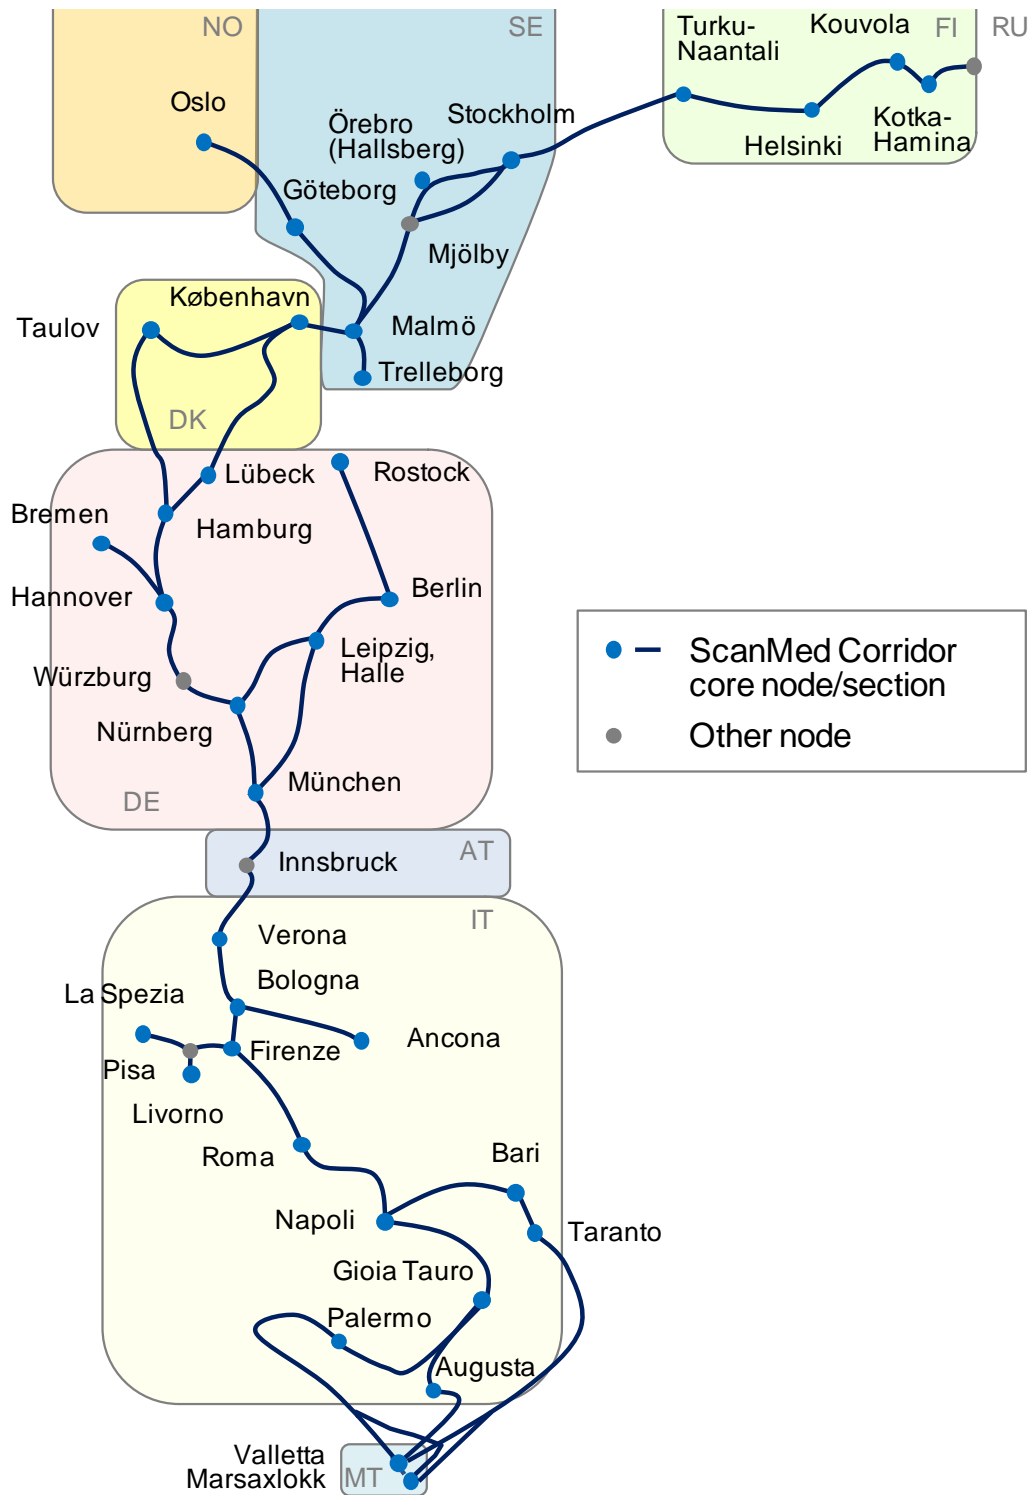 NO
SE
Turku-
Naantali
Kouvola
FI
RU
Oslo
Örebro
(Hallsberg)
Stockholm
Kotka-
Hamina
Helsinki
Göteborg
Mjölby
København
Taulov
Malmö
Trelleborg
DK
Lübeck
Rostock
Bremen
Hamburg
Hannover
Berlin
Leipzig,
Halle
Würzburg
Nürnberg
München
DE
ScanMed Corridor
core node/section
Other node
Innsbruck
AT
IT
Verona
Bologna
La Spezia
Ancona
Firenze
Pisa
Livorno
Roma
Bari
Napoli
Taranto
Gioia Tauro
Palermo
Augusta
Valletta
Marsaxlokk
MT